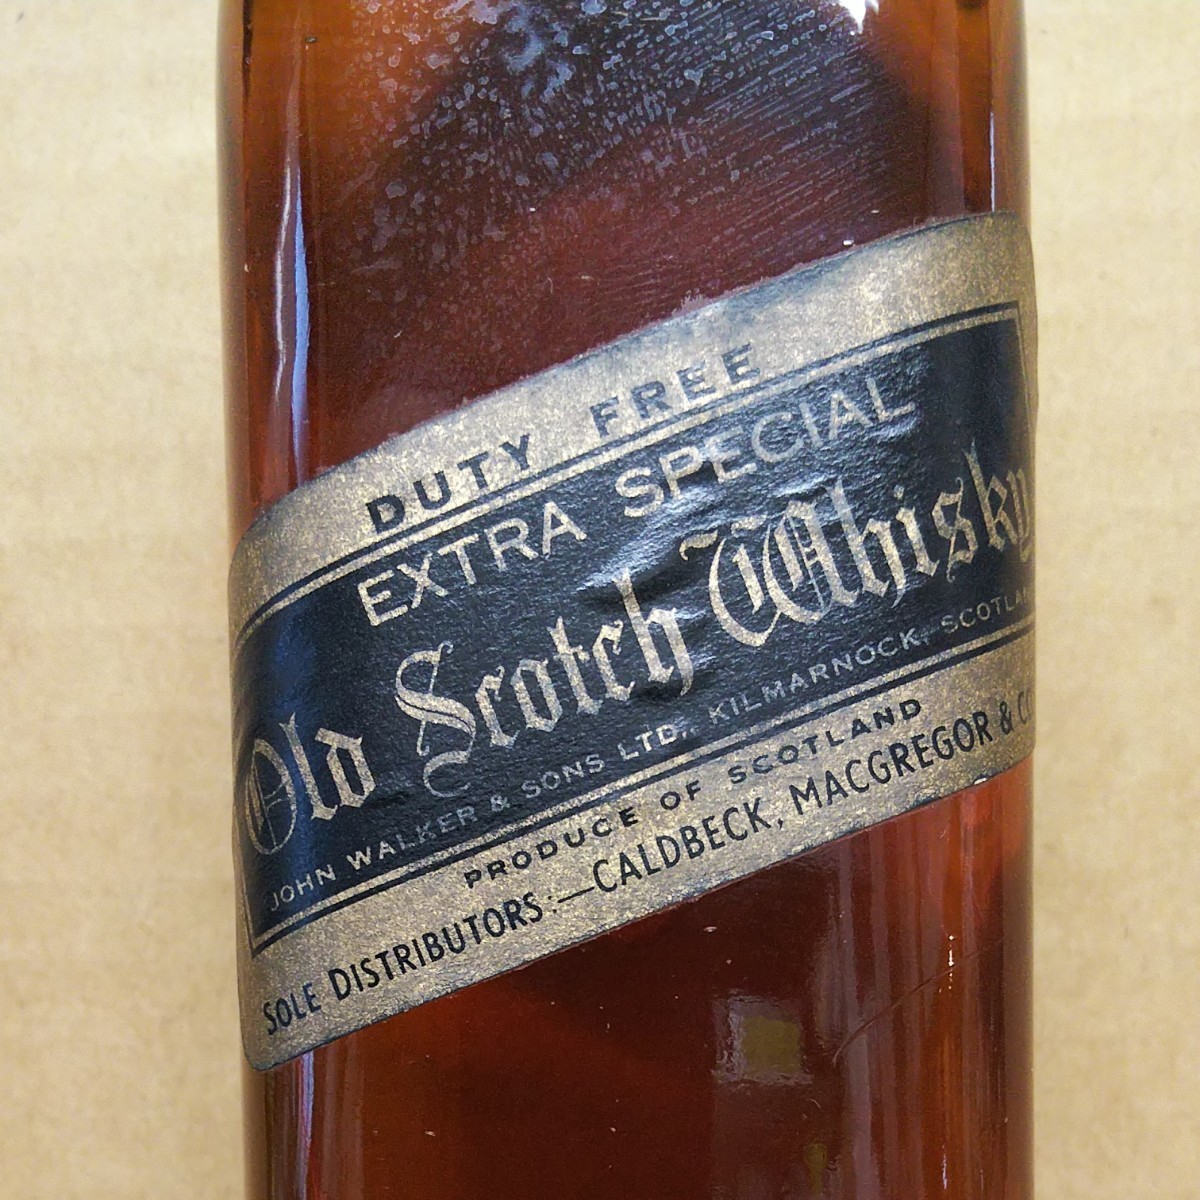 DUTY FREE
EXTRA SPECIAL
Old Scotch Whisky
JOHN WALKER & SONS LTD., KILMARNOCK, SCOTLAN
PRODUCE OF SCOTLAND
SOLE DISTRIBUTORS:—CALDBECK, MACGREGOR & CO